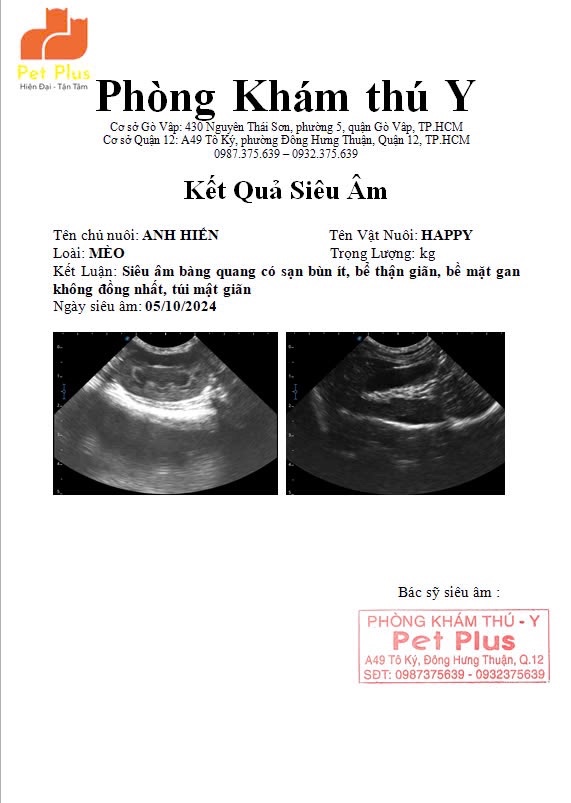 Pet Plus
Hiện Đại - Tận Tâm
Phòng Khám thú Y
Cơ sở Gò Vấp: 430 Nguyễn Thái Sơn, phường 5, quận Gò Vấp, TP.HCM
Cơ sở Quận 12: A49 Tô Ký, phường Đông Hưng Thuận, Quận 12, TP.HCM
0987.375.639 – 0932.375.639
Kết Quả Siêu Âm
Tên chủ nuôi: ANH HIẾN Tên Vật Nuôi: HAPPY
Loài: MÈO Trọng Lượng: kg
Kết Luận: Siêu âm bàng quang có sạn bùn ít, bể thận giãn, bề mặt gan
không đồng nhất, túi mật giãn
Ngày siêu âm: 05/10/2024
Bác sỹ siêu âm :
PHÒNG KHÁM THÚ - Y
Pet Plus
A49 Tô Ký, Đông Hưng Thuận, Q.12
SĐT: 0987375639 - 0932375639